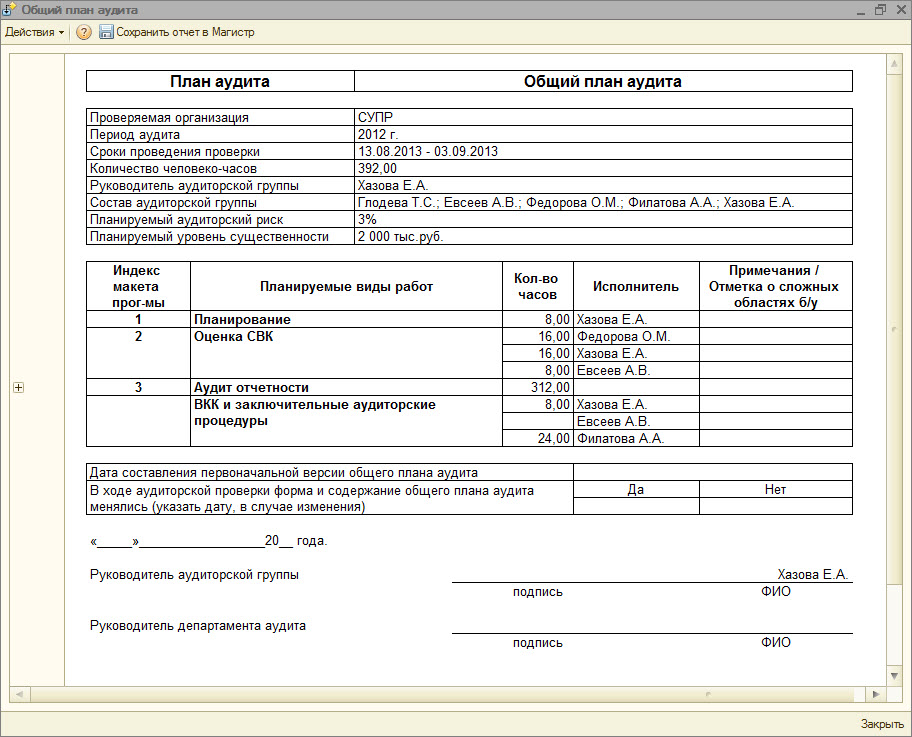 Общий план аудита
Действия
Сохранить отчет в Магистр
План аудита Общий план аудита
Проверяемая организация СУПР
Период аудита 2012 г.
Сроки проведения проверки 13.08.2013 - 03.09.2013
Количество человеко-часов 392,00
Руководитель аудиторской группы Хазова Е.А.
Состав аудиторской группы Глодева Т.С.; Евсеев А.В.; Федорова О.М.; Филатова А.А.; Хазова Е.А.
Планируемый аудиторский риск 3%
Планируемый уровень существенности 2 000 тыс.руб.
Индекс макета прог-мы Планируемые виды работ Кол-во часов Исполнитель Примечания / Отметка о сложных областях б/у
1 Планирование 8,00 Хазова Е.А.
2 Оценка СВК 16,00 Федорова О.М.
16,00 Хазова Е.А.
8,00 Евсеев А.В.
3 Аудит отчетности 312,00
ВКК и заключительные аудиторские 8,00 Хазова Е.А.
процедуры Евсеев А.В.
24,00 Филатова А.А.
Дата составления первоначальной версии общего плана аудита
В ходе аудиторской проверки форма и содержание общего плана аудита Да Нет
менялись (указать дату, в случае изменения)
«_____»__________________20__ года.
Руководитель аудиторской группы Хазова Е.А.
подпись ФИО
Руководитель департамента аудита
подпись ФИО
Закрыть